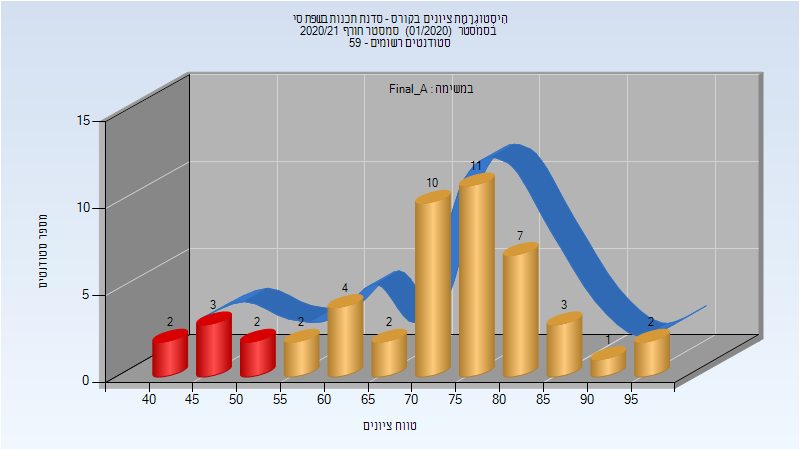 היסטוגרמת ציונים בקורס - סדנת תכנות בשפת סי
בסמסטר (01/2020) סמסטר חורף 2020/21
סטודנטים רשומים - 59
במשימה : Final_A
מספר סטודנטים
15
10
5
0
2
3
2
2
4
2
10
11
7
3
1
2
40 45 50 55 60 65 70 75 80 85 90 95
טווח ציונים